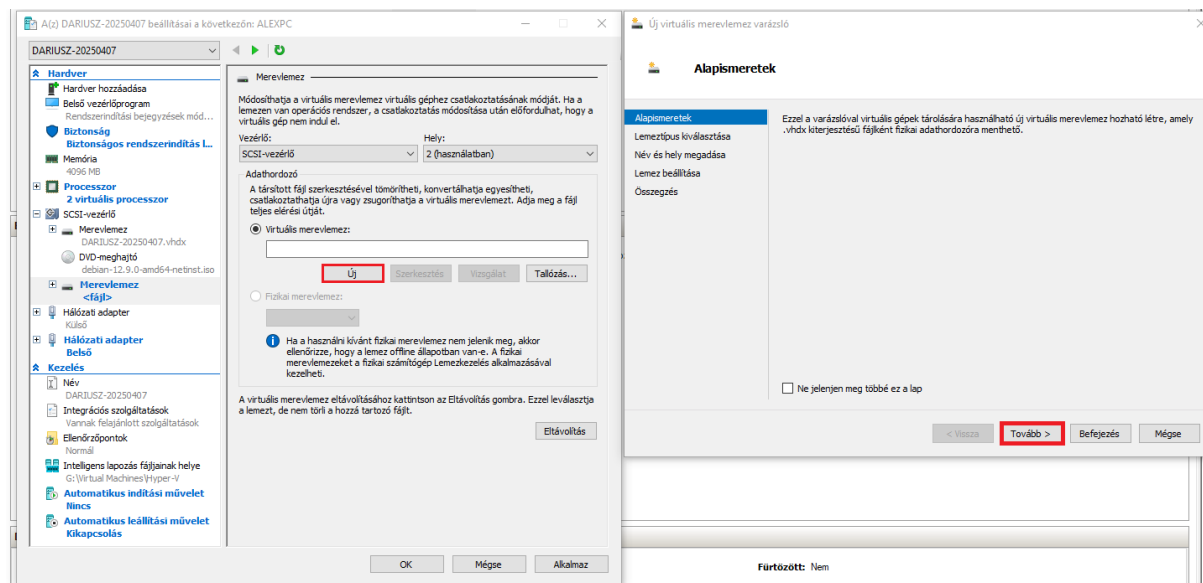 A(z) DARIUSZ-20250407 beállításai a következőn: ALEXPC
DARIUSZ-20250407
Hardver
Hardver hozzáadása
Belső vezérlőprogram
Rendszerindítási bejegyzések mód...
Biztonság
Biztonságos rendszerindítás l...
Memória
4096 MB
Processzor
2 virtuális processzor
SCSI-vezérlő
Merevlemez
DARIUSZ-20250407.vhdx
DVD-meghajtó
debian-12.9.0-amd64-netinst.iso
Merevlemez
<fájl>
Hálózati adapter
Külső
Hálózati adapter
Belső
Kezelés
Név
DARIUSZ-20250407
Integrációs szolgáltatások
Vannak felajánlott szolgáltatások
Ellenőrzőpontok
Normál
Intelligens lapozás fájljainak helye
G:\Virtual Machines\Hyper-V
Automatikus indítási művelet
Nincs
Automatikus leállítási művelet
Kikapcsolás
Merevlemez
Módosíthatja a virtuális merevlemez virtuális géphez csatlakoztatásának módját. Ha a
lemezen van operációs rendszer, a csatlakoztatás módosítása után előfordulhat, hogy a
virtuális gép nem indul el.
Vezérlő: Hely:
SCSI-vezérlő 2 (használatban)
Adathordozó
A társított fájl szerkesztésével tömörítheti, konvertálhatja egyesítheti,
csatlakoztathatja újra vagy zsugoríthatja a virtuális merevlemezt. Adja meg a fájl
teljes elérési útját.
Virtuális merevlemez:
Új Szerkesztés Vizsgálat Tallózás...
Fizikai merevlemez:
Ha a használni kívánt fizikai merevlemez nem jelenik meg, akkor
ellenőrizze, hogy a lemez offline állapotban van-e. A fizikai
merevlemezeket a fizikai számítógép Lemezkezelés alkalmazásával
kezelheti.
A virtuális merevlemez eltávolításához kattintson az Eltávolítás gombra. Ezzel leválasztja
a lemezt, de nem törli a hozzá tartozó fájlt.
Eltávolítás
OK Mégse Alkalmaz
Új virtuális merevlemez varázsló
Alapismeretek
Alapismeretek
Lemeztípus kiválasztása
Név és hely megadása
Lemez beállítása
Összegzés
Ezzel a varázslóval virtuális gépek tárolására használható új virtuális merevlemez hozható létre, amely
.vhdx kiterjesztésű fájlként fizikai adathordozóra menthető.
Ne jelenjen meg többé ez a lap
< Vissza Tovább > Befejezés Mégse
Fürtözött: Nem